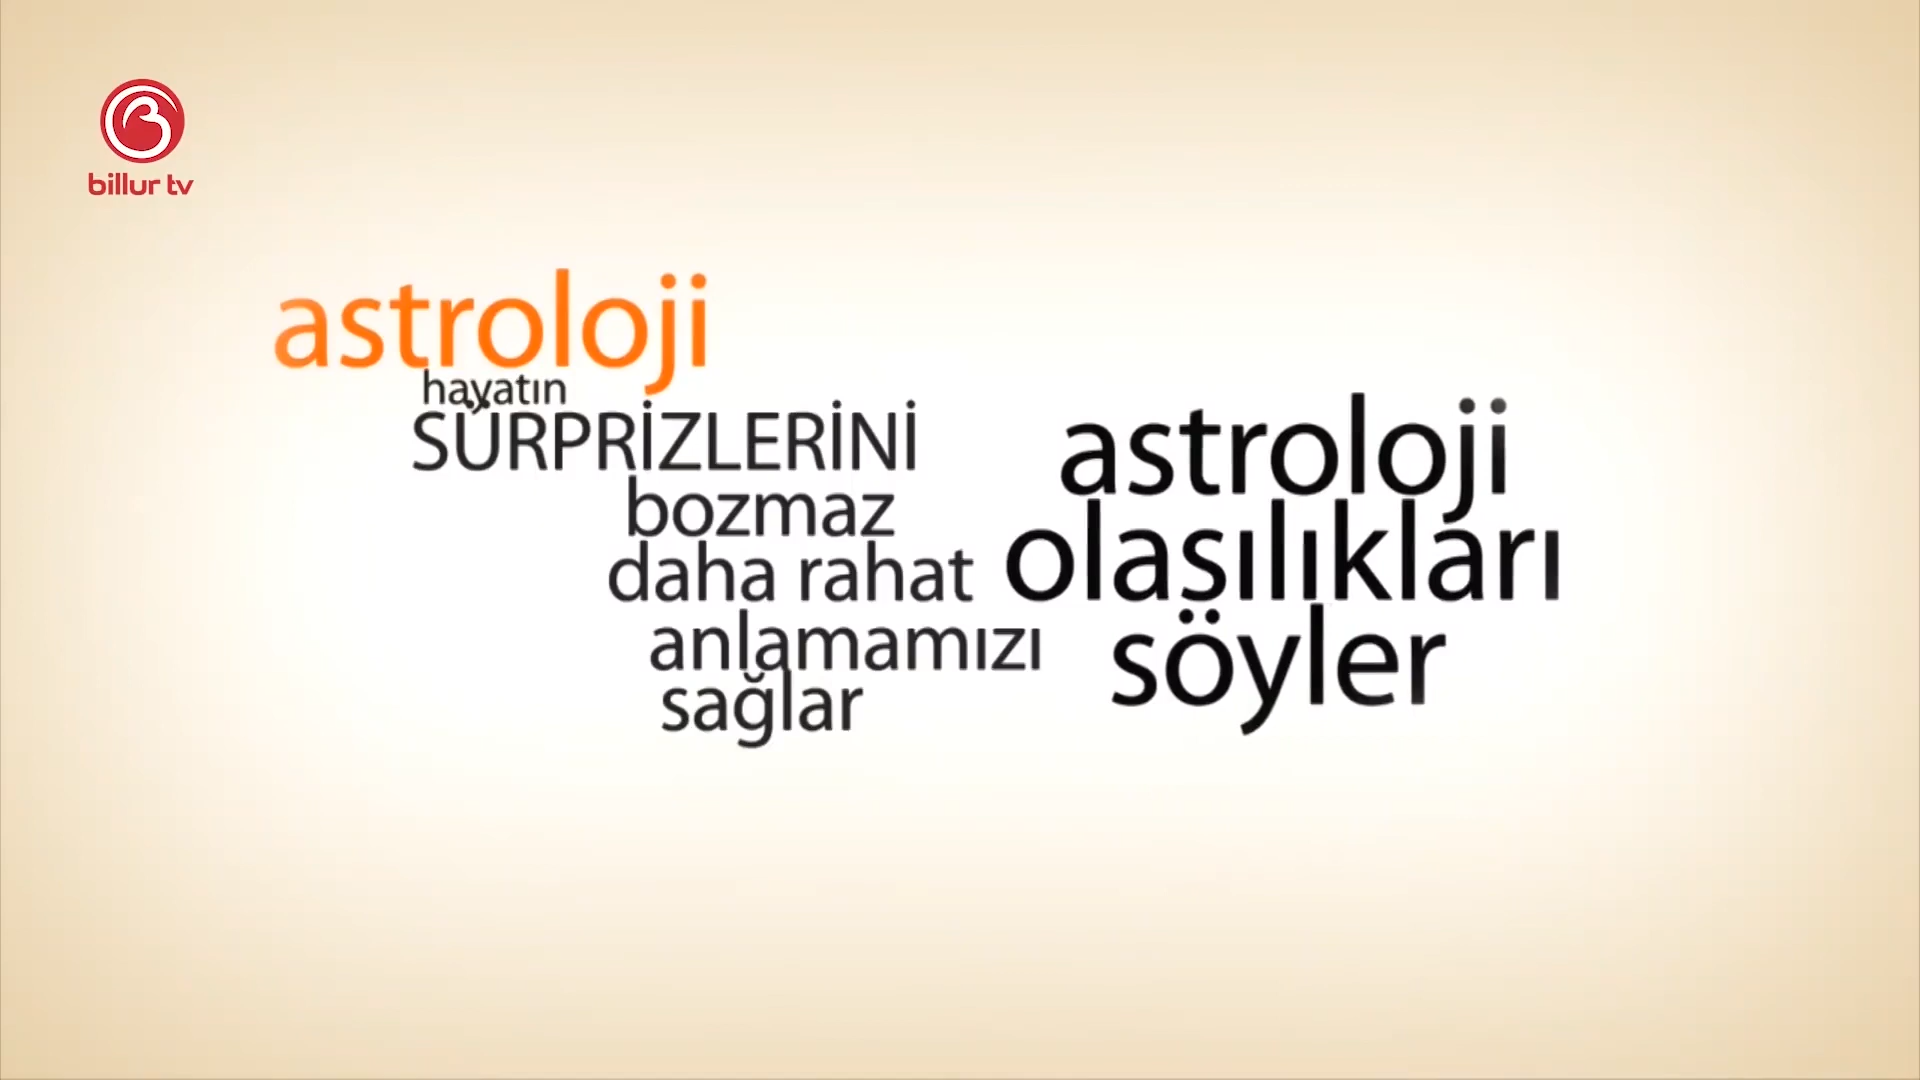 billur tv
astroloji
hayatın
SÜRPRİZLERİNİ
bozmaz
daha rahat
anlamamızı
sağlar
astroloji
olasılıkları
söyler